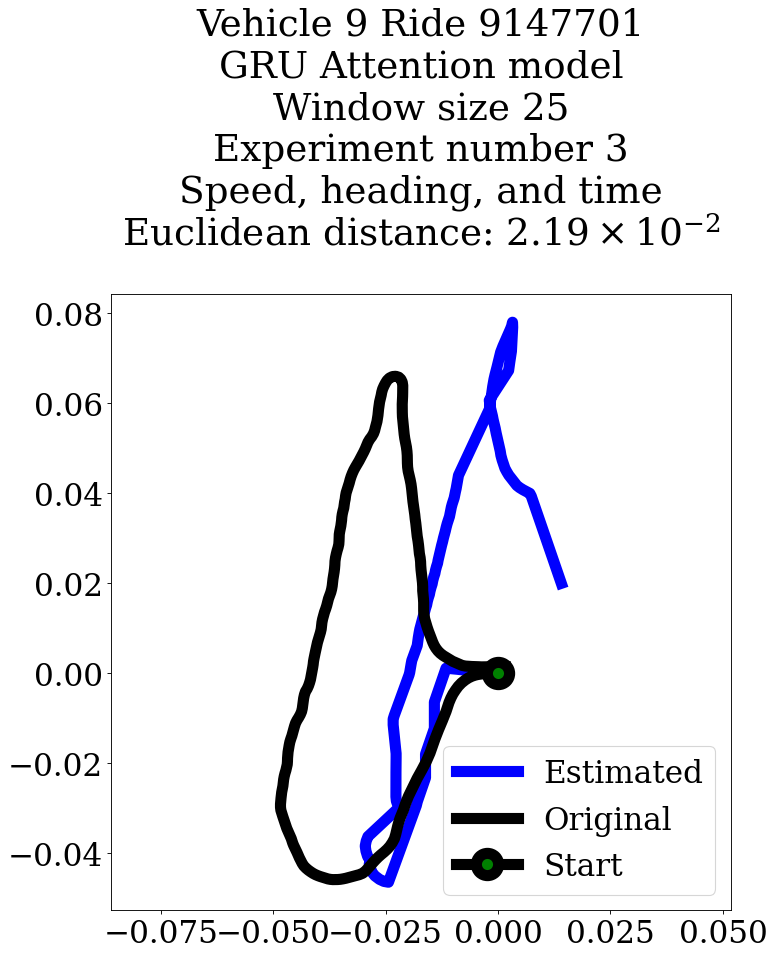 Vehicle 9 Ride 9147701
GRU Attention model
Window size 25
Experiment number 3
Speed, heading, and time
Euclidean distance: 2.19 × 10⁻²
0.08
0.06
0.04
0.02
0.00
−0.02
−0.04
Estimated
Original
Start
−0.075 −0.050 −0.025 0.000 0.025 0.050